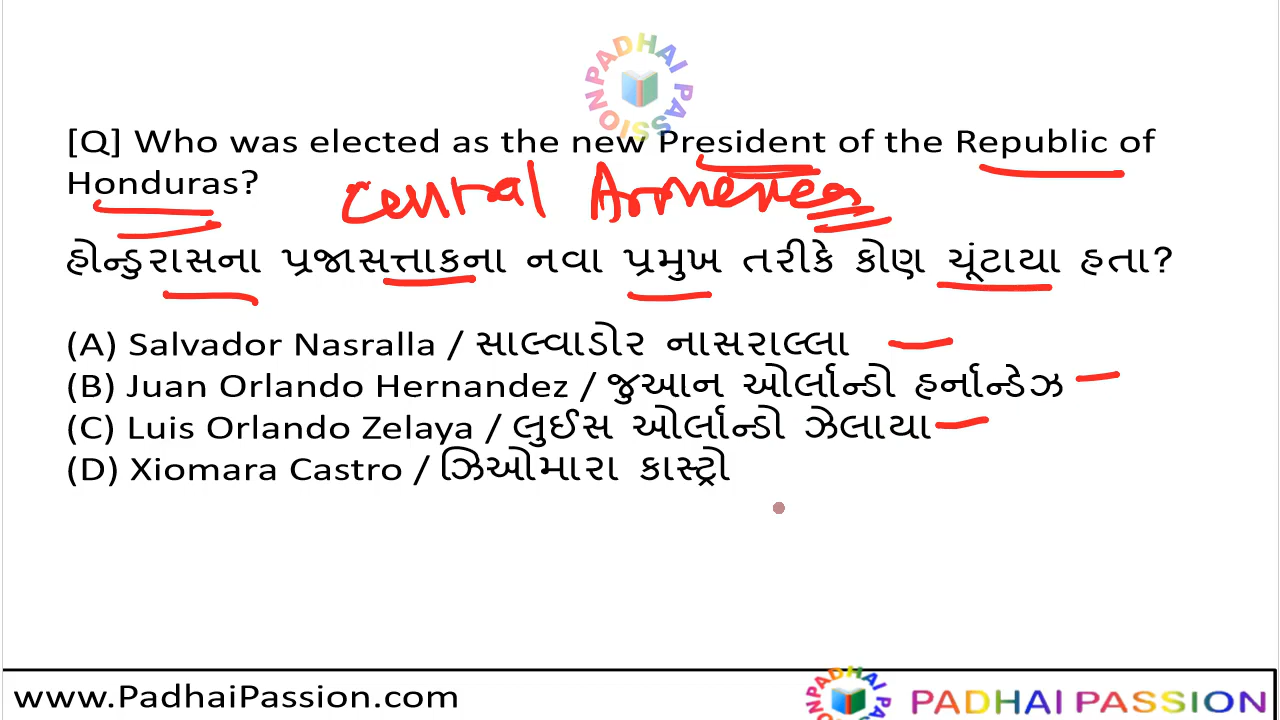 PADHAI PASSION
[Q] Who was elected as the new President of the Republic of
Honduras?
Central
હોન્ડુરાસના પ્રજાસત્તાકના નવા પ્રમુખ તરીકે કોણ ચૂંટાયા હતા?
(A) Salvador Nasralla / સાલ્વાડોર નાસરાલ્લા
(B) Juan Orlando Hernandez / જુઆન ઓર્લાન્ડો હર્નાન્ડેઝ
(C) Luis Orlando Zelaya / લુઈસ ઓર્લાન્ડો ઝેલાયા
(D) Xiomara Castro / ઝિઓમારા કાસ્ટ્રો
www.PadhaiPassion.com
PADHAI PASSION
PADHAI PASSION